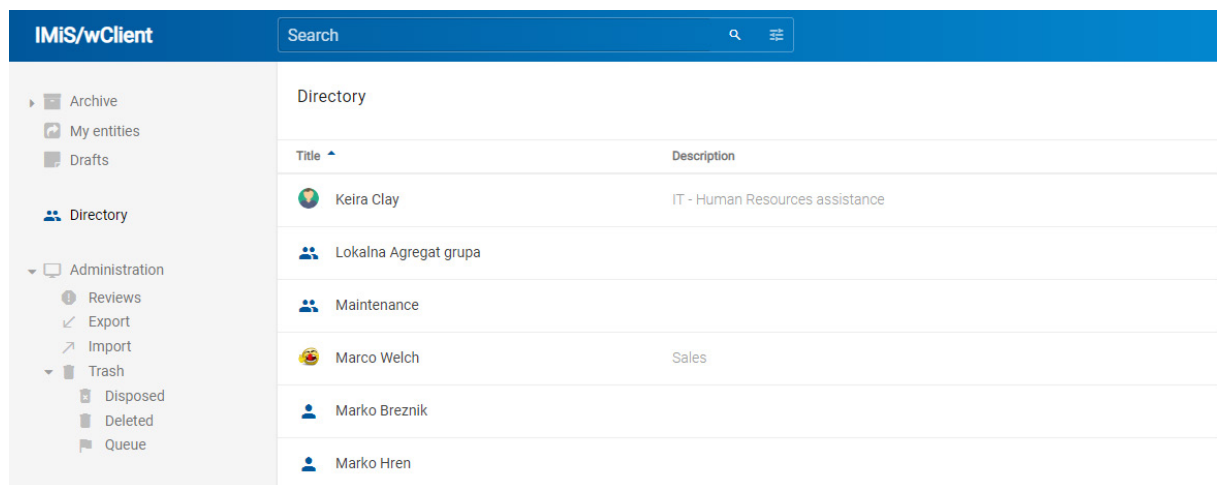 IMiS/wClient
Search
Archive
My entities
Drafts
Directory
Administration
Reviews
Export
Import
Trash
Disposed
Deleted
Queue
Directory
Title Description
Keira Clay IT - Human Resources assistance
Lokalna Agregat grupa
Maintenance
Marco Welch Sales
Marko Breznik
Marko Hren